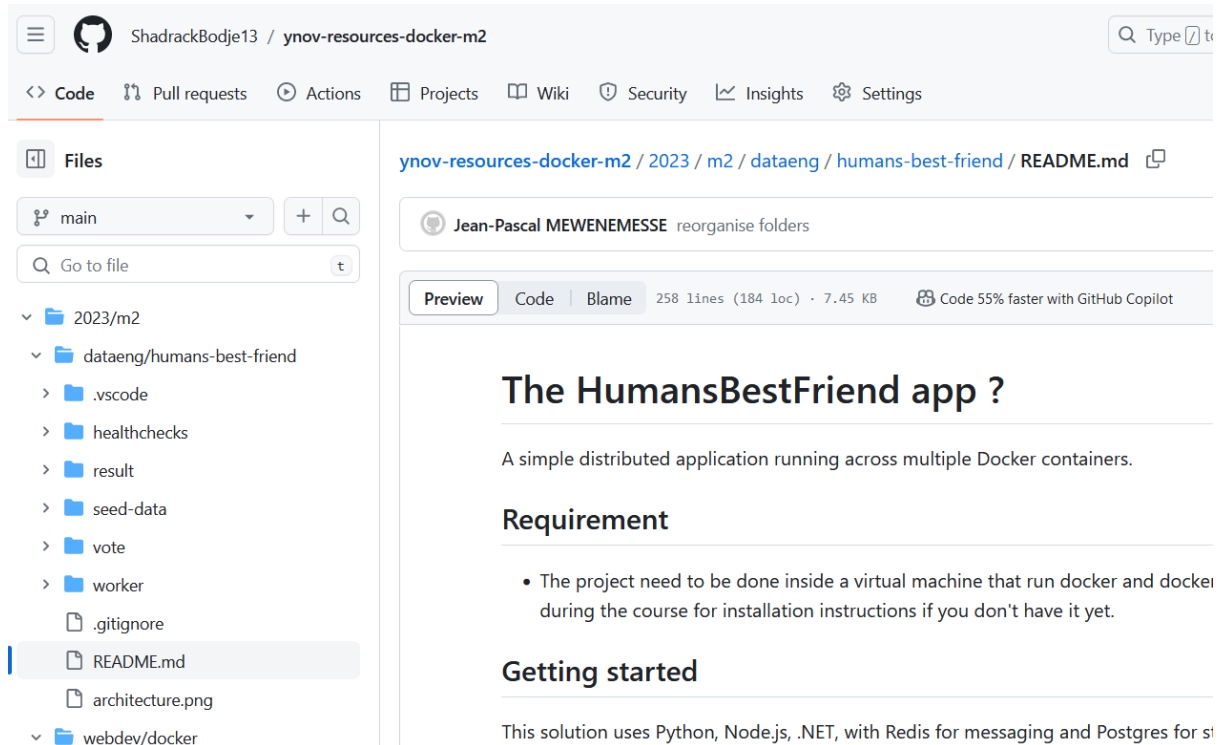 ShadrackBodje13 / ynov-resources-docker-m2
Type / to
Code Pull requests Actions Projects Wiki Security Insights Settings
Files
ynov-resources-docker-m2 / 2023 / m2 / dataeng / humans-best-friend / README.md
main
Jean-Pascal MEWENEMESSE reorganise folders
Go to file t
Preview Code Blame 258 lines (184 loc) · 7.45 KB Code 55% faster with GitHub Copilot
2023/m2
dataeng/humans-best-friend
.vscode
healthchecks
result
seed-data
vote
worker
.gitignore
README.md
architecture.png
webdev/docker
The HumansBestFriend app ?
A simple distributed application running across multiple Docker containers.
Requirement
• The project need to be done inside a virtual machine that run docker and docker
during the course for installation instructions if you don't have it yet.
Getting started
This solution uses Python, Node.js, .NET, with Redis for messaging and Postgres for